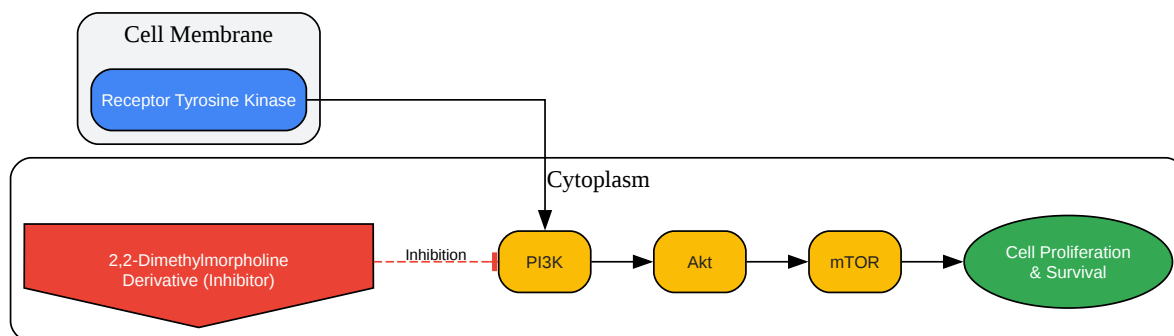 Cell Membrane
Receptor Tyrosine Kinase
Cytoplasm
2,2-Dimethylmorpholine
Derivative (Inhibitor)
Inhibition
PI3K
Akt
mTOR
Cell Proliferation
& Survival